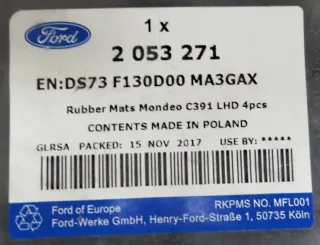 Ford
1 x
2 053 271
EN:DS73 F130D00 MA3GAX
Rubber Mats Mondeo C391 LHD 4pcs
CONTENTS MADE IN POLAND
GLRSA PACKED: 15 NOV 2017 USE BY: *****
RKPMS NO. MFL001
Ford of Europe
Ford-Werke GmbH, Henry-Ford-Straße 1, 50735 Köln